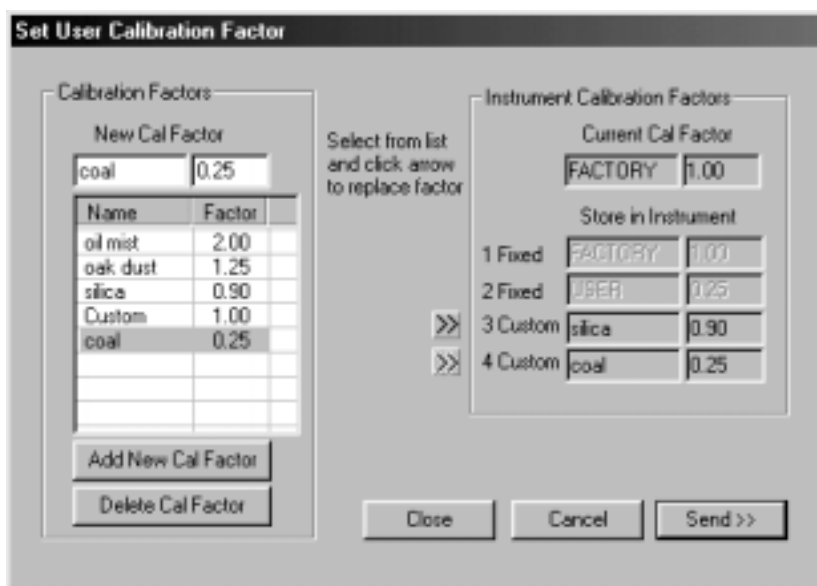 Set User Calibration Factor
Calibration Factors
New Cal Factor
coal 0.25
Name Factor
oil mist 2.00
oak dust 1.25
silica 0.90
Custom 1.00
coal 0.25
Add New Cal Factor
Delete Cal Factor
Select from list
and click arrow
to replace factor
>>
>>
Instrument Calibration Factors
Current Cal Factor
FACTORY 1.00
Store in Instrument
1 Fixed FACTORY 1.00
2 Fixed USER 0.25
3 Custom silica 0.90
4 Custom coal 0.25
Close
Cancel
Send >>